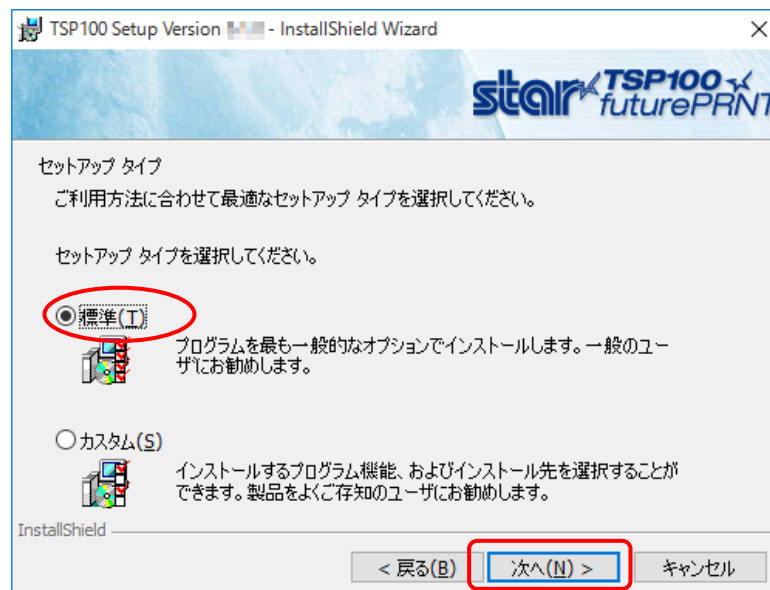 TSP100 Setup Version - InstallShield Wizard
star TSP100
futurePRNT
セットアップ タイプ
ご利用方法に合わせて最適なセットアップ タイプを選択してください。
セットアップ タイプを選択してください。
標準(T)
プログラムを最も一般的なオプションでインストールします。一般のユー
ザにお勧めします。
カスタム(S)
インストールするプログラム機能、およびインストール先を選択することが
できます。製品をよくご存知のユーザにお勧めします。
InstallShield
< 戻る(B)
次へ(N) >
キャンセル